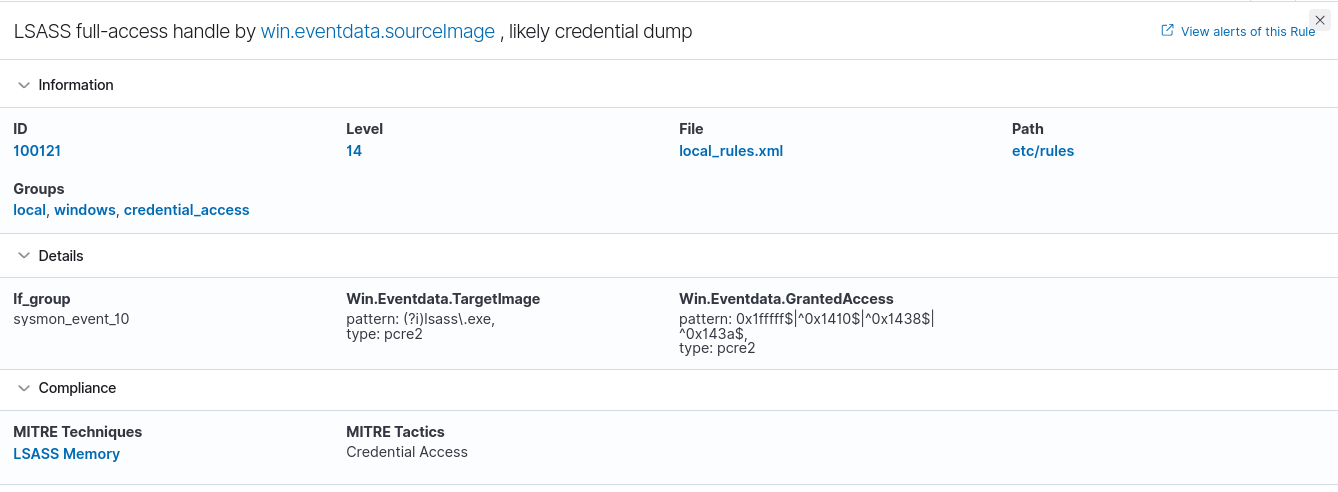 LSASS full-access handle by win.eventdata.sourceImage , likely credential dump
View alerts of this Rule
Information
ID Level File Path
100121 14 local_rules.xml etc/rules
Groups
local, windows, credential_access
Details
If_group Win.Eventdata.TargetImage Win.Eventdata.GrantedAccess
sysmon_event_10 pattern: (?i)lsass\.exe, pattern: 0x1fffff$|^0x1410$|^0x1438$|
type: pcre2 ^0x143a$,
type: pcre2
Compliance
MITRE Techniques MITRE Tactics
LSASS Memory Credential Access